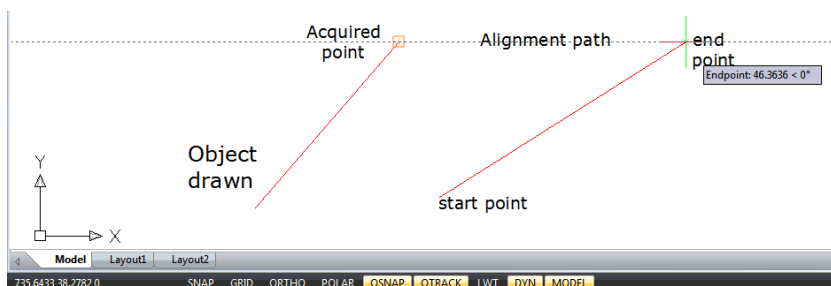 Acquired
point
Alignment path
end
point
Endpoint: 46.3636 < 0°
Object
drawn
start point
Y
X
Model Layout1 Layout2
735.6433,38.2782,0 SNAP GRID ORTHO POLAR OSNAP OTRACK LWT DYN MODEL